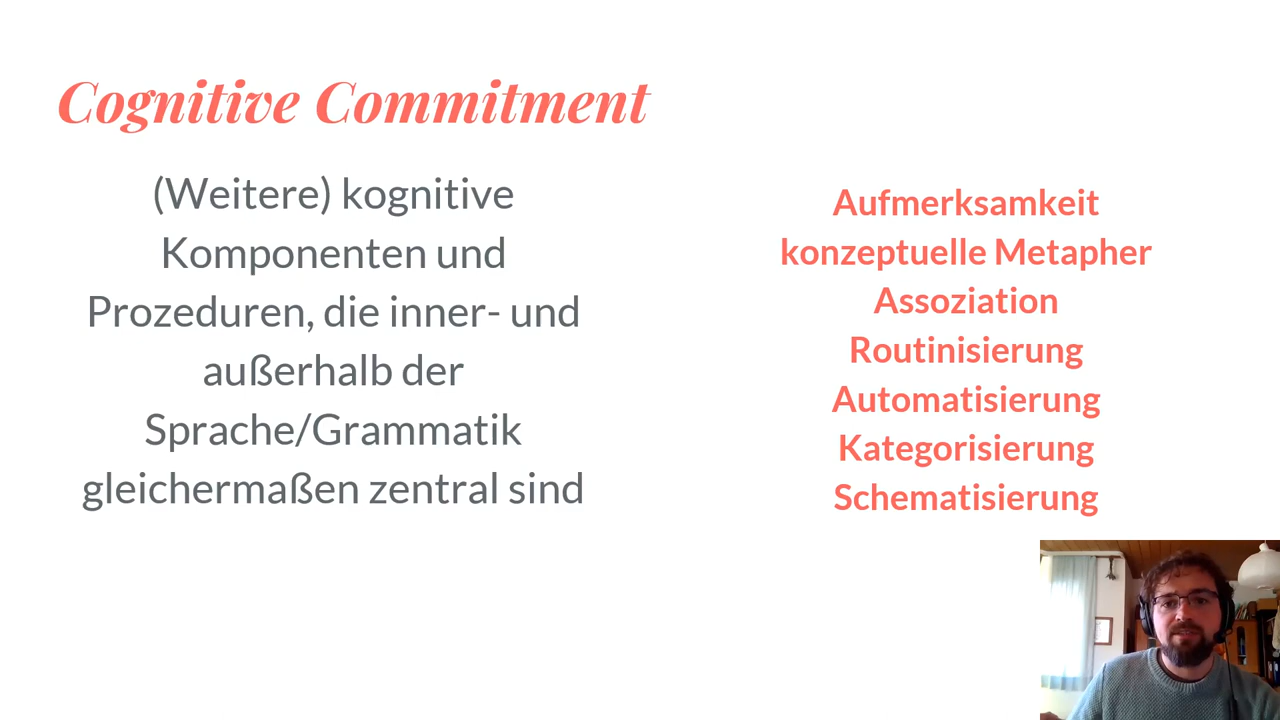 Cognitive Commitment
(Weitere) kognitive
Komponenten und
Prozeduren, die inner- und
außerhalb der
Sprache/Grammatik
gleichermaßen zentral sind
Aufmerksamkeit
konzeptuelle Metapher
Assoziation
Routinisierung
Automatisierung
Kategorisierung
Schematisierung